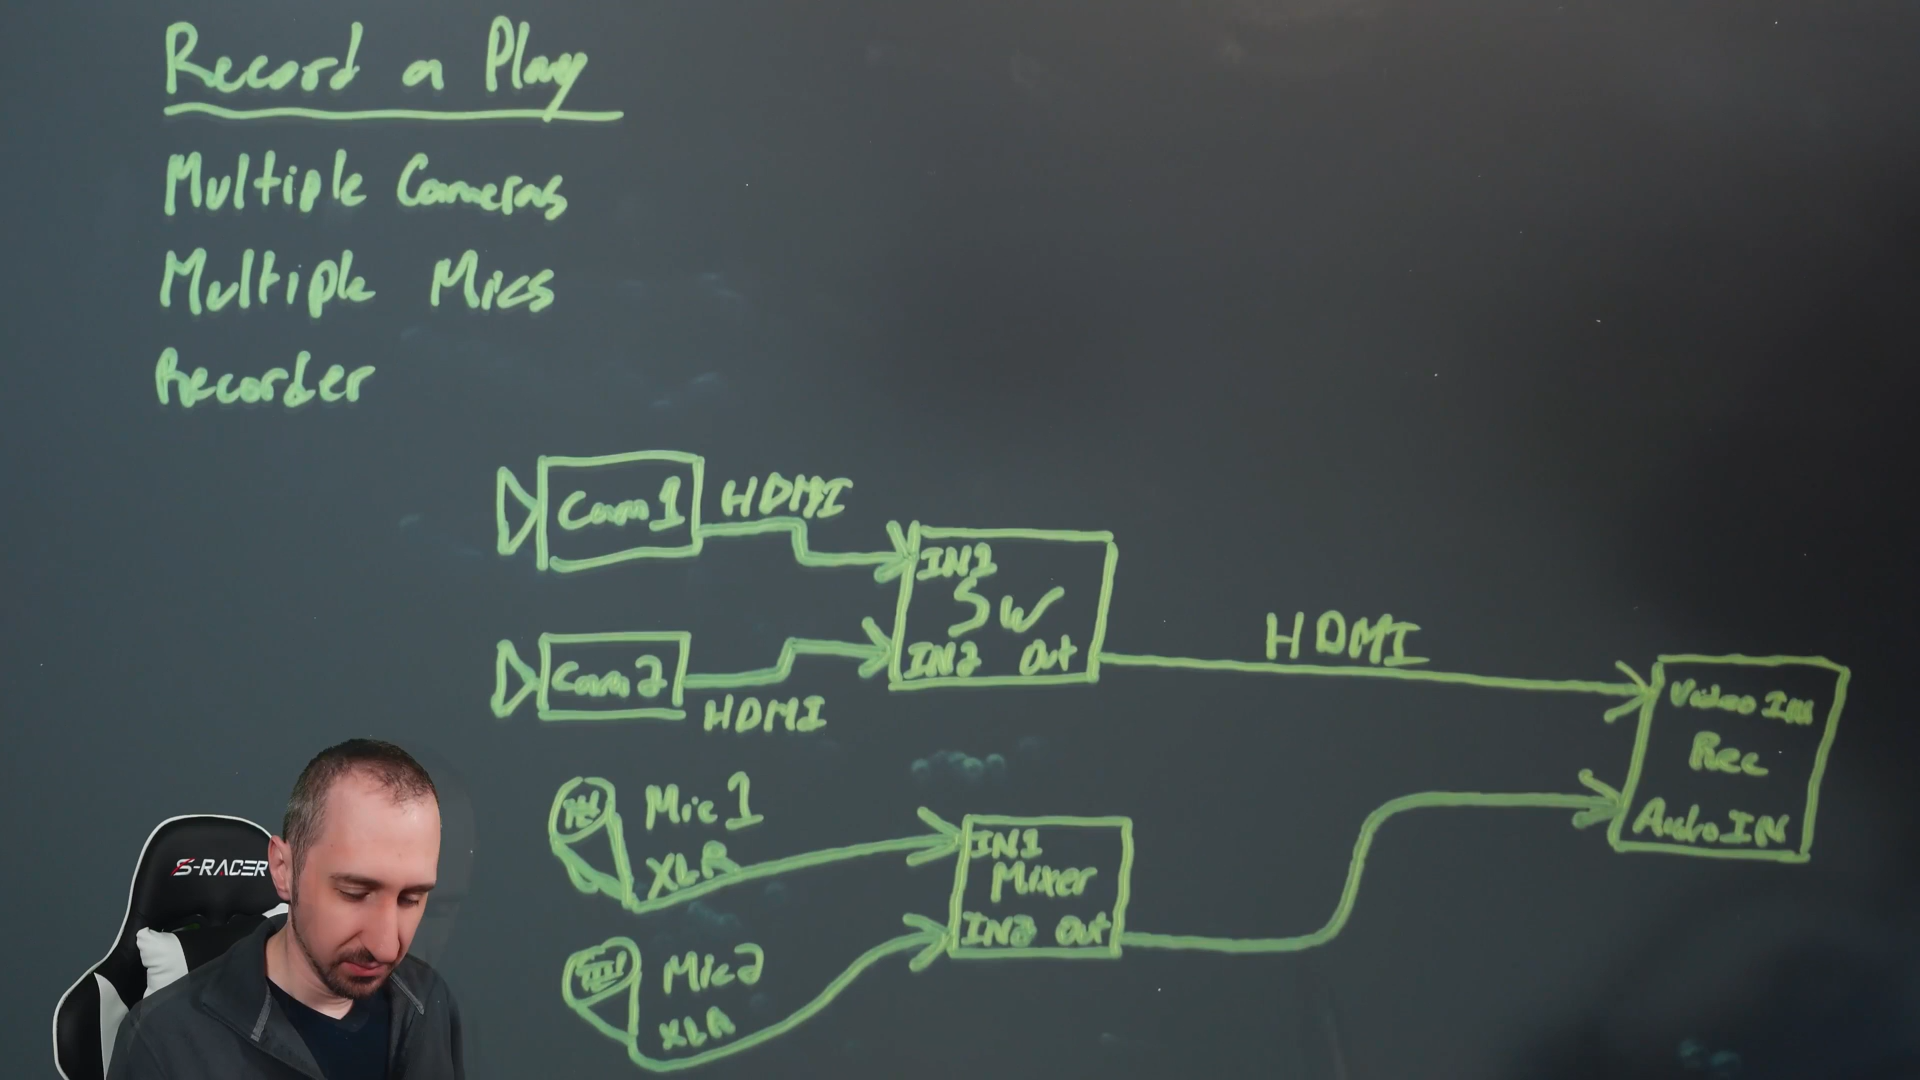 Record a Play
Multiple Cameras
Multiple Mics
Recorder
Cam 1
HDMI
IN1
SW
IN2 Out
Cam 2
HDMI
HDMI
Video IN
Rec
Audio IN
Mic 1
XLR
IN1
Mixer
IN2 Out
Mic 2
XLR
S-RACER